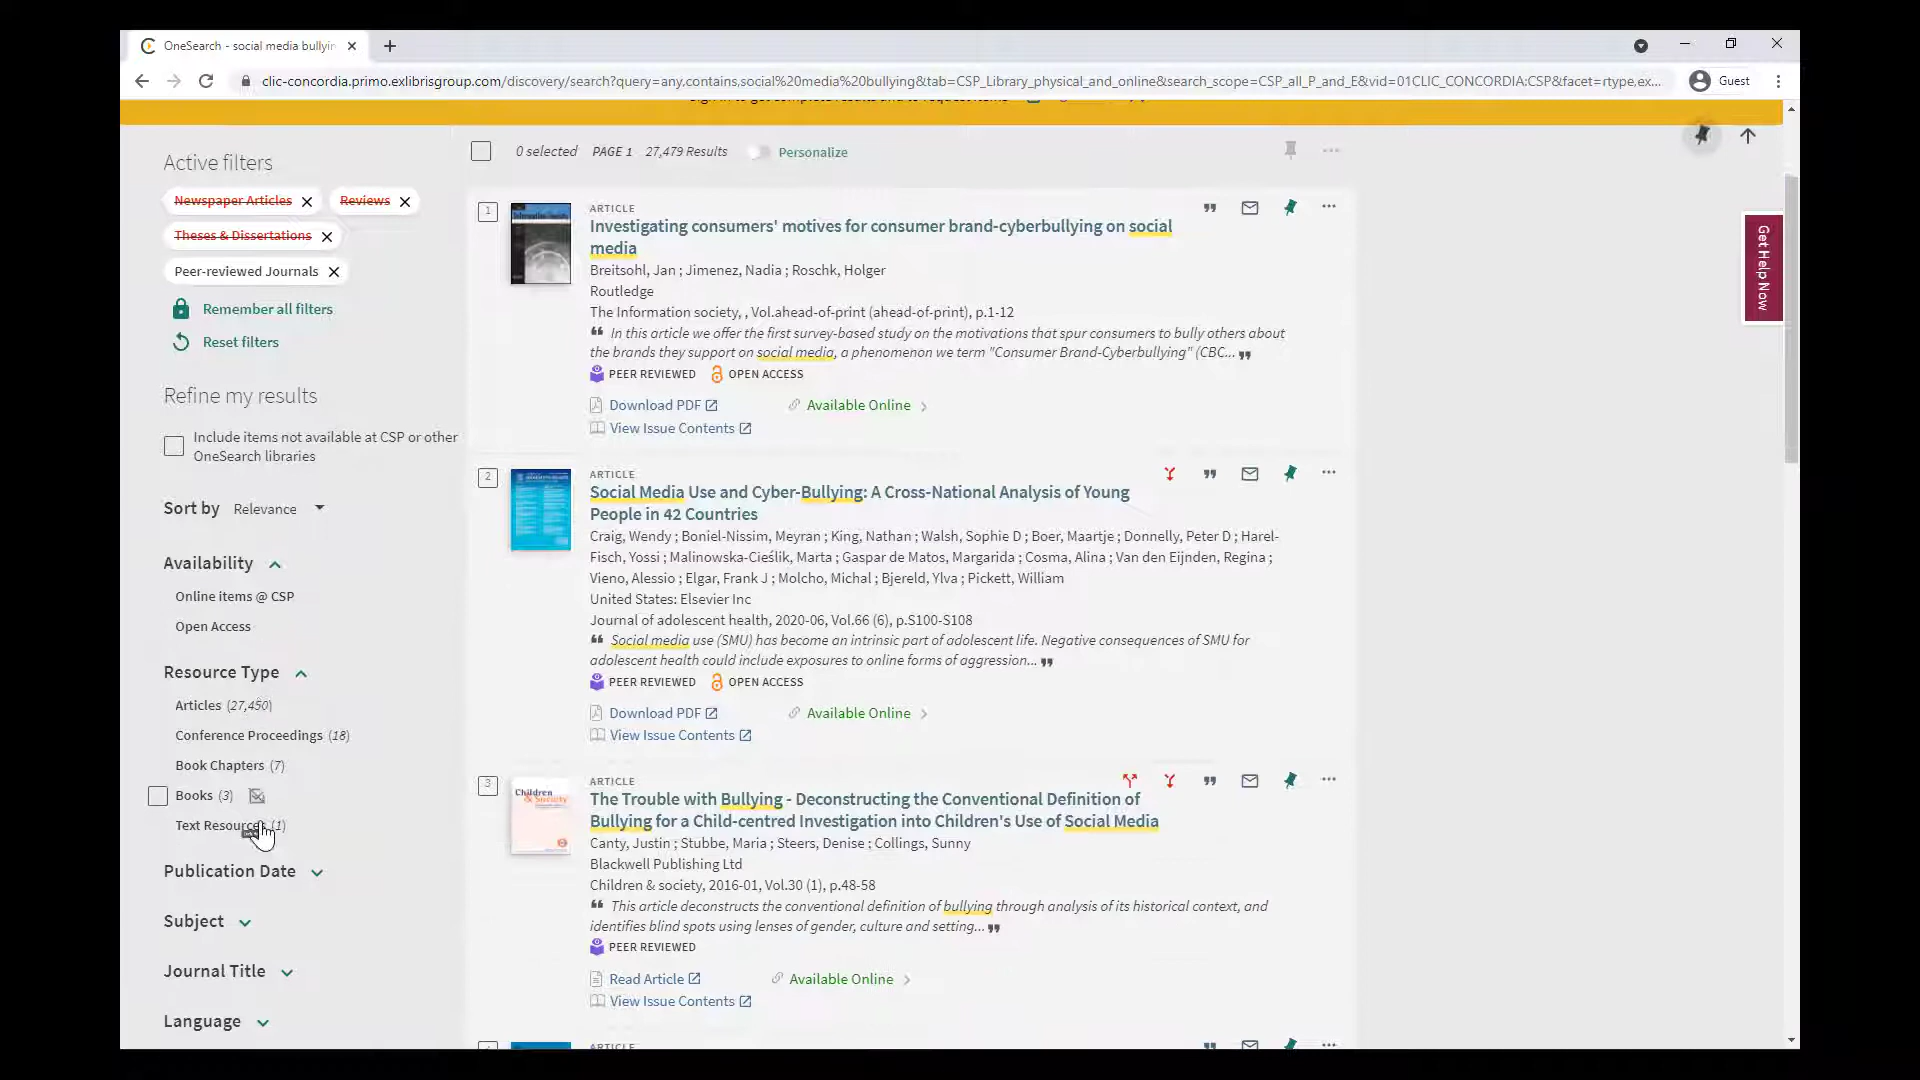 OneSearch - social media bullyin
clic-concordia.primo.exlibrisgroup.com/discovery/search?query=any,contains,social%20media%20bullying&tab=CSP_Library_physical_and_online&search_scope=CSP_all_P_and_E&vid=01CLIC_CONCORDIA:CSP&facet=rtype,ex...
Guest
Active filters
Newspaper Articles
Reviews
Theses & Dissertations
Peer-reviewed Journals
Remember all filters
Reset filters
Refine my results
Include items not available at CSP or other
OneSearch libraries
Sort by Relevance
Availability
Online items @ CSP
Open Access
Resource Type
Articles (27,450)
Conference Proceedings (18)
Book Chapters (7)
Books (3)
Text Resources (1)
Publication Date
Subject
Journal Title
Language
0 selected PAGE 1 27,479 Results Personalize
1
ARTICLE
Investigating consumers' motives for consumer brand-cyberbullying on social
media
Breitsohl, Jan ; Jimenez, Nadia ; Roschk, Holger
Routledge
The Information society, , Vol.ahead-of-print (ahead-of-print), p.1-12
❝ In this article we offer the first survey-based study on the motivations that spur consumers to bully others about
the brands they support on social media, a phenomenon we term "Consumer Brand-Cyberbullying" (CBC... ❞
PEER REVIEWED OPEN ACCESS
Download PDF Available Online
View Issue Contents
2
ARTICLE
Social Media Use and Cyber-Bullying: A Cross-National Analysis of Young
People in 42 Countries
Craig, Wendy ; Boniel-Nissim, Meyran ; King, Nathan ; Walsh, Sophie D ; Boer, Maartje ; Donnelly, Peter D ; Harel-
Fisch, Yossi ; Malinowska-Cieślik, Marta ; Gaspar de Matos, Margarida ; Cosma, Alina ; Van den Eijnden, Regina ;
Vieno, Alessio ; Elgar, Frank J ; Molcho, Michal ; Bjereld, Ylva ; Pickett, William
United States: Elsevier Inc
Journal of adolescent health, 2020-06, Vol.66 (6), p.S100-S108
❝ Social media use (SMU) has become an intrinsic part of adolescent life. Negative consequences of SMU for
adolescent health could include exposures to online forms of aggression... ❞
PEER REVIEWED OPEN ACCESS
Download PDF Available Online
View Issue Contents
3
Children
& Society
ARTICLE
The Trouble with Bullying - Deconstructing the Conventional Definition of
Bullying for a Child-centred Investigation into Children's Use of Social Media
Canty, Justin ; Stubbe, Maria ; Steers, Denise ; Collings, Sunny
Blackwell Publishing Ltd
Children & society, 2016-01, Vol.30 (1), p.48-58
❝ This article deconstructs the conventional definition of bullying through analysis of its historical context, and
identifies blind spots using lenses of gender, culture and setting... ❞
PEER REVIEWED
Read Article Available Online
View Issue Contents
ARTICLE
Get Help Now